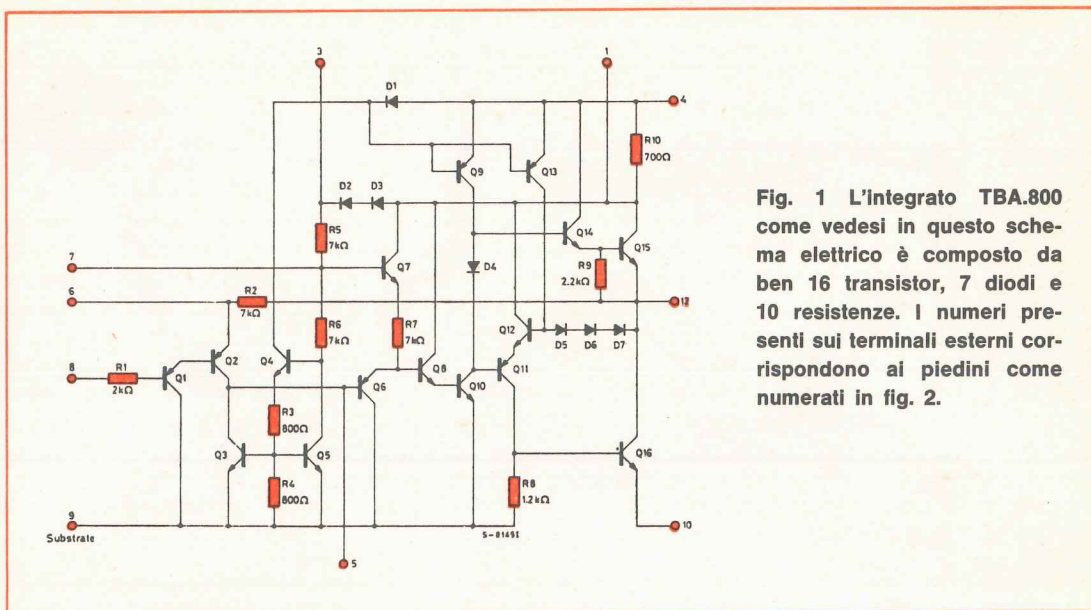 3
1
D1
4
R10
700Ω
Q9
Q13
D2
D3
R5
7kΩ
Q14
Q15
R9
2.2kΩ
7
Q7
D4
6
R2
7kΩ
12
R6
7kΩ
R7
7kΩ
Q12
D5
D6
D7
8
R1
2kΩ
Q1
Q2
Q4
Q6
Q8
Q10
Q11
R3
800Ω
Q3
Q5
Q16
R4
800Ω
R8
1.2kΩ
9
Substrate
S-0149I
10
5
Fig. 1 L'integrato TBA.800
come vedesi in questo sche-
ma elettrico è composto da
ben 16 transistor, 7 diodi e
10 resistenze. I numeri pre-
senti sui terminali esterni cor-
rispondono ai piedini come
numerati in fig. 2.